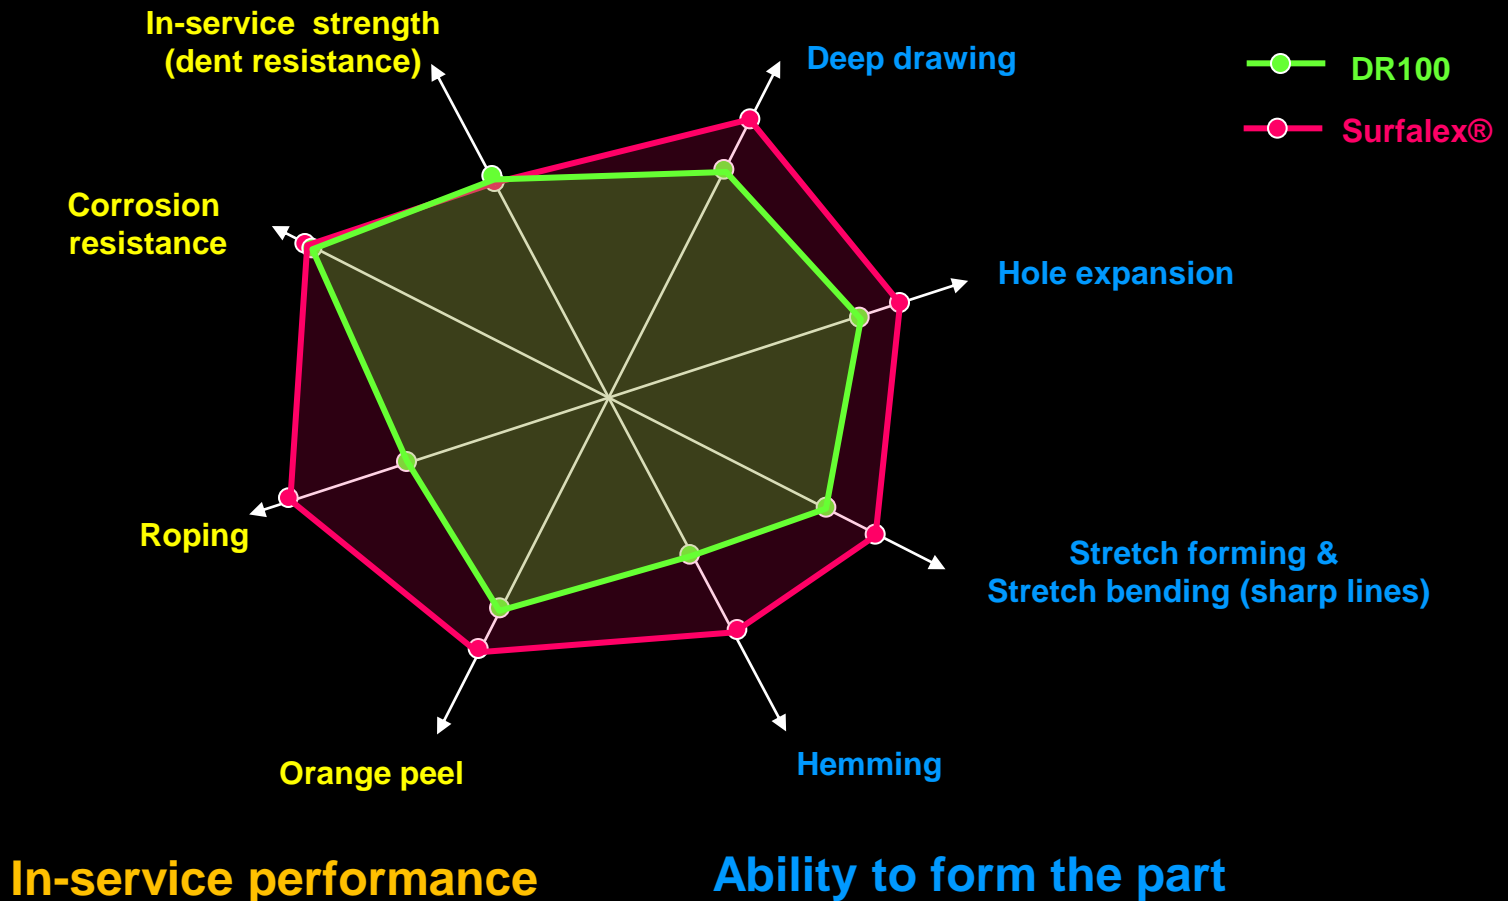 In-service strength
(dent resistance)
Deep drawing
DR100
Surfalex®
Corrosion
resistance
Hole expansion
Roping
Stretch forming &
Stretch bending (sharp lines)
Orange peel
Hemming
In-service performance
Ability to form the part